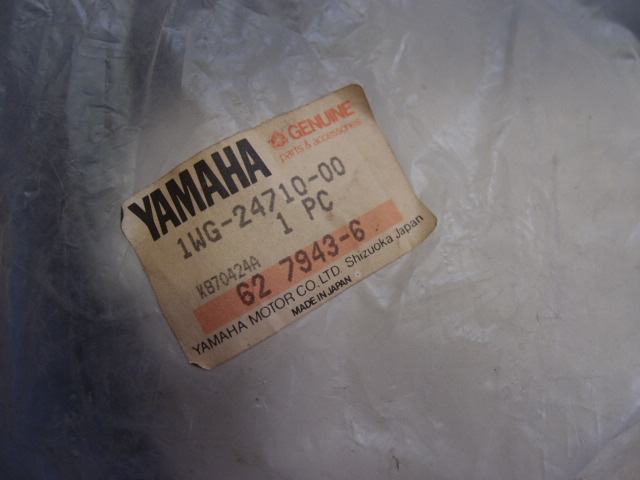 YAMAHA
GENUINE
parts & accessories
1WG-24710-00
1 PC
K870424A
62 7943-6
YAMAHA MOTOR CO.,LTD. Shizuoka Japan
MADE IN JAPAN